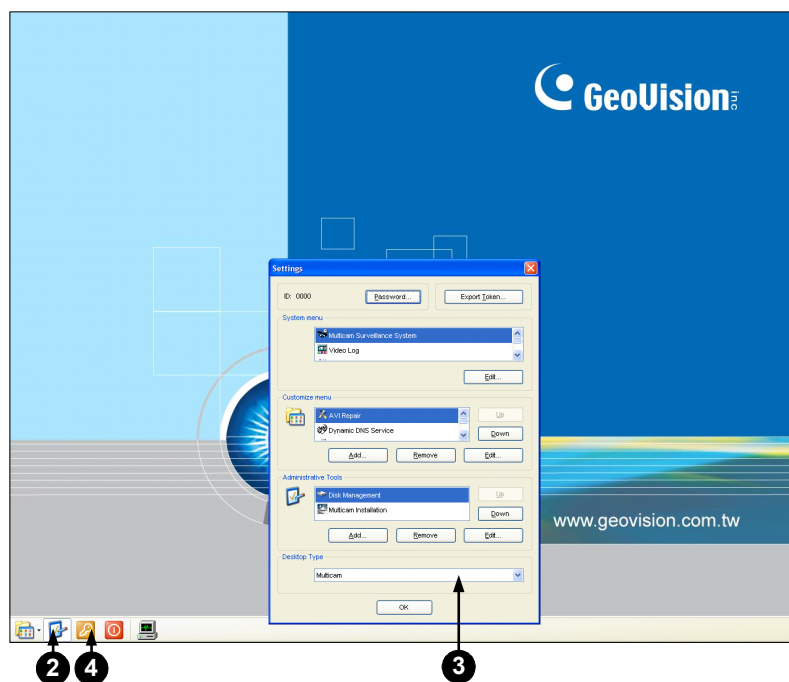 GeoVision inc
Settings
ID: 0000
Password...
Export Token...
System menu
Multicam Surveillance System
Video Log
Edit...
Customize menu
AVI Repair
Dynamic DNS Service
Up
Down
Add...
Remove
Edit...
Administrative Tools
Disk Management
Multicam Installation
Up
Down
Add...
Remove
Edit...
Desktop Type
Multicam
OK
www.geovision.com.tw
2
4
3